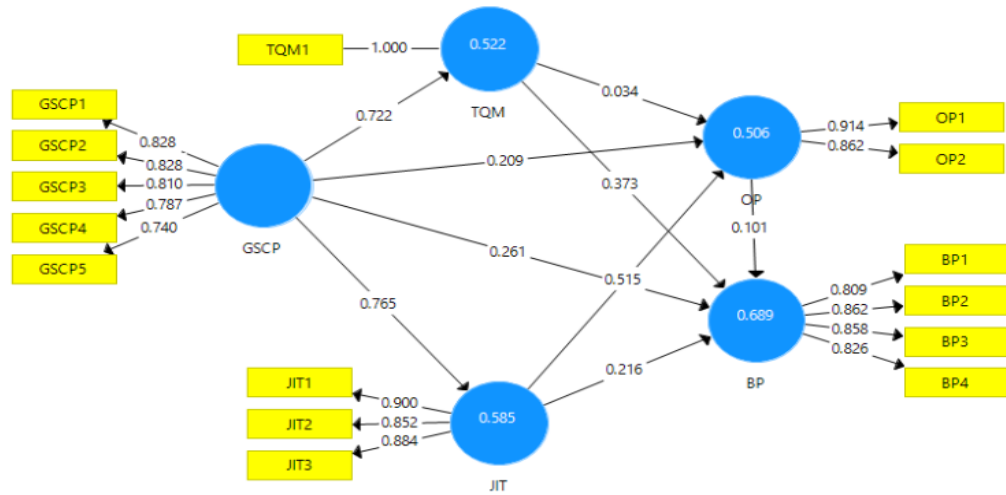 TQM1
1.000
0.522
TQM
GSCP1
GSCP2
GSCP3
GSCP4
GSCP5
0.828
0.828
0.810
0.787
0.740
GSCP
0.722
0.034
0.209
0.373
0.261
0.765
0.515
0.216
0.506
OP
0.914
0.862
OP1
OP2
0.101
0.689
BP
0.809
0.862
0.858
0.826
BP1
BP2
BP3
BP4
JIT1
JIT2
JIT3
0.900
0.852
0.884
0.585
JIT